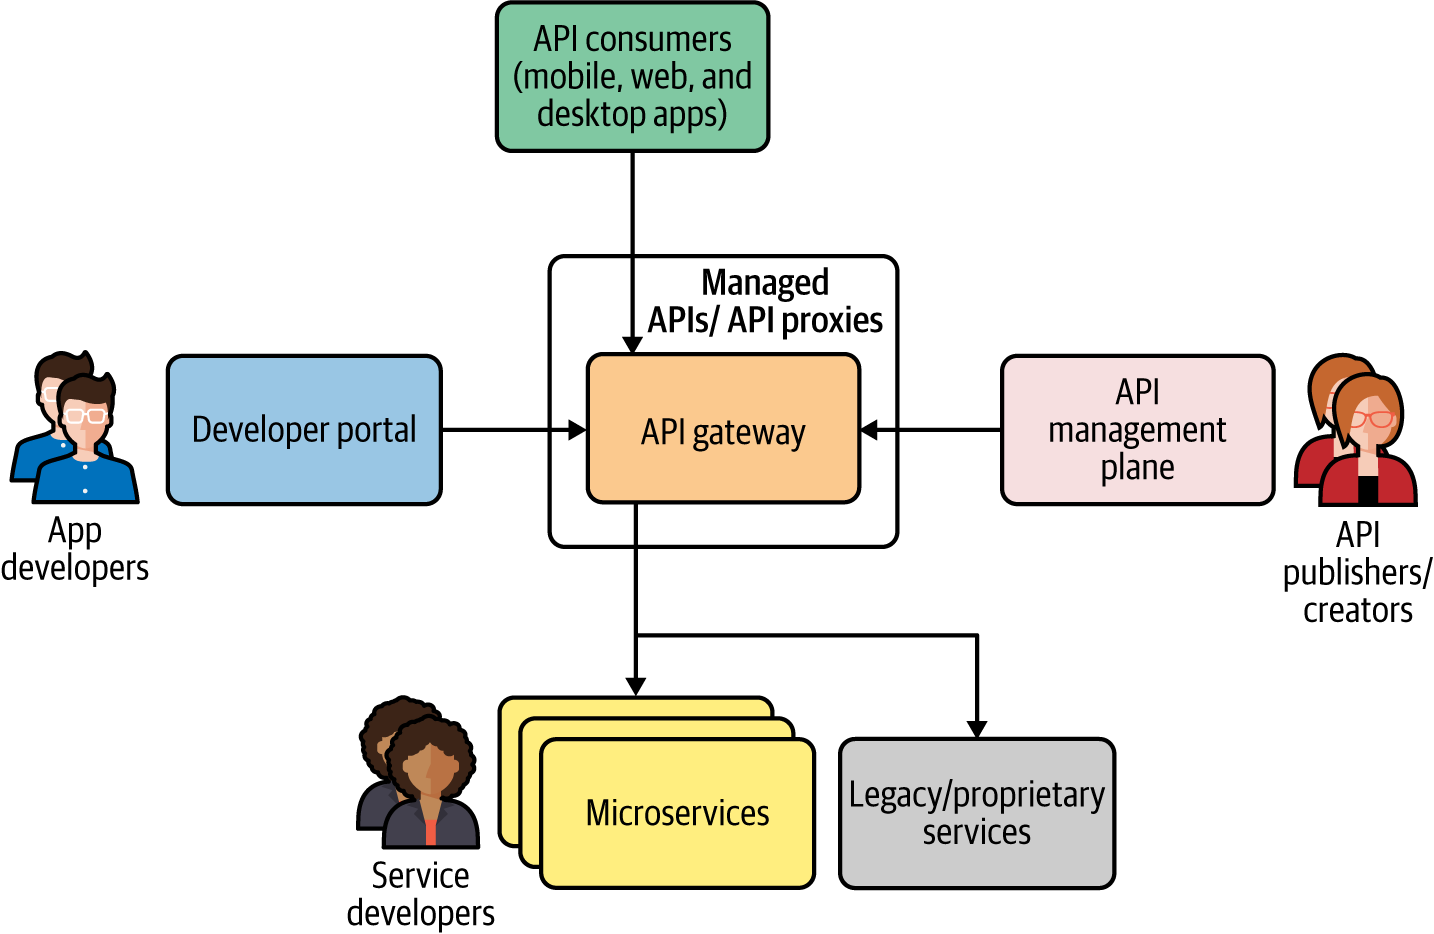 API consumers
(mobile, web, and
desktop apps)
Managed
APIs/ API proxies
Developer portal
API gateway
API
management
plane
App
developers
API
publishers/
creators
Microservices
Legacy/proprietary
services
Service
developers